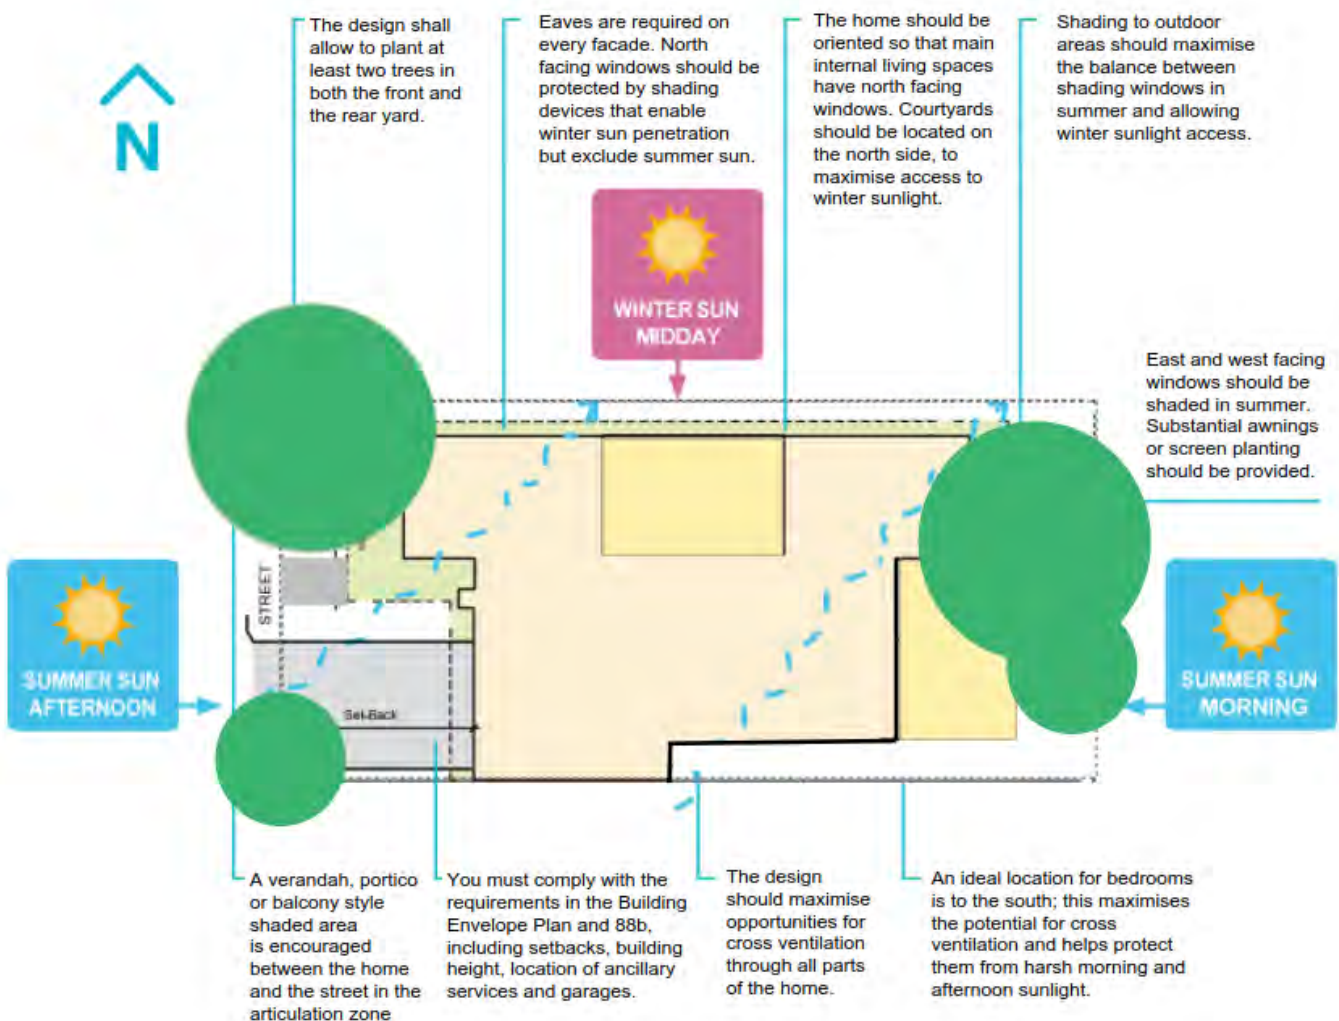 The design shall
allow to plant at
least two trees in
both the front and
the rear yard.
Eaves are required on
every facade. North
facing windows should be
protected by shading
devices that enable
winter sun penetration
but exclude summer sun.
The home should be
oriented so that main
internal living spaces
have north facing
windows. Courtyards
should be located on
the north side, to
maximise access to
winter sunlight.
Shading to outdoor
areas should maximise
the balance between
shading windows in
summer and allowing
winter sunlight access.
N
WINTER SUN
MIDDAY
East and west facing
windows should be
shaded in summer.
Substantial awnings
or screen planting
should be provided.
STREET
SUMMER SUN
AFTERNOON
Set-Back
SUMMER SUN
MORNING
A verandah, portico
or balcony style
shaded area
is encouraged
between the home
and the street in the
articulation zone
You must comply with the
requirements in the Building
Envelope Plan and 88b,
including setbacks, building
height, location of ancillary
services and garages.
The design
should maximise
opportunities for
cross ventilation
through all parts
of the home.
An ideal location for bedrooms
is to the south; this maximises
the potential for cross
ventilation and helps protect
them from harsh morning and
afternoon sunlight.